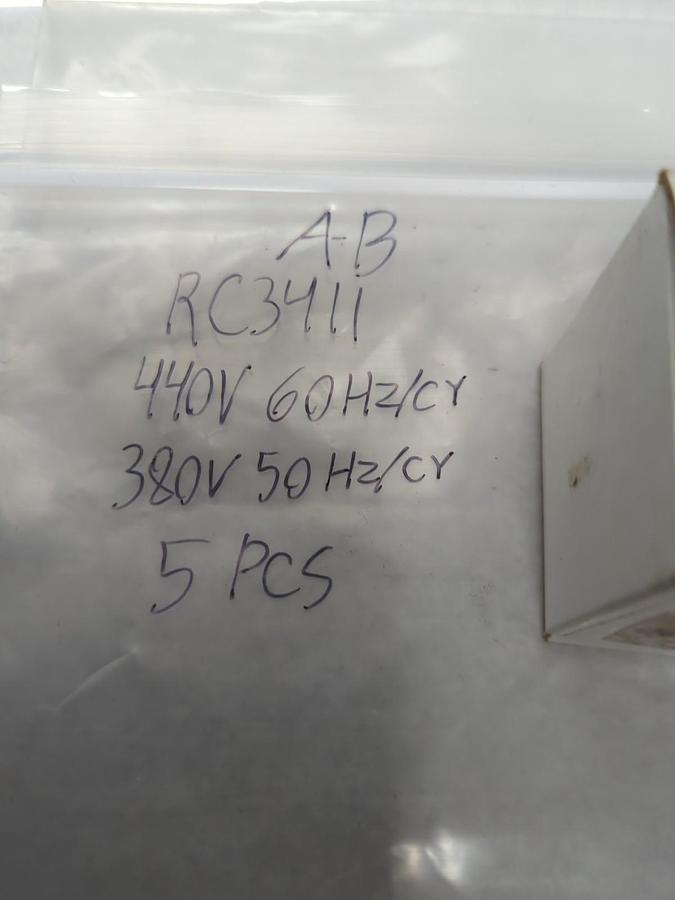 A-B
RC3411
440V 60HZ/CY
380V 50HZ/CY
5 PCS